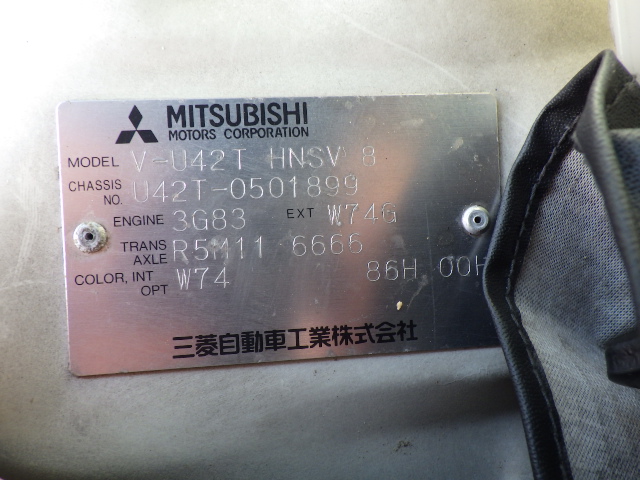 MITSUBISHI
MOTORS CORPORATION
MODEL V-U42T HNSV 8
CHASSIS NO. U42T-0501899
ENGINE 3G83 EXT W74G
TRANS AXLE R5M11 6666
COLOR, INT OPT W74 86H 00H
三菱自動車工業株式会社